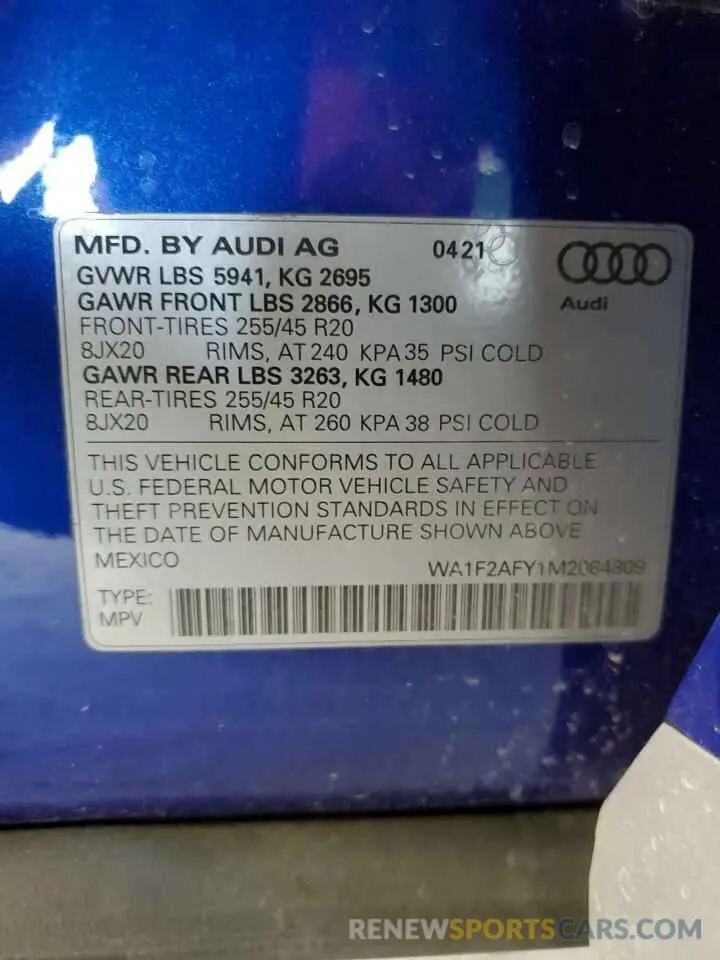 MFD. BY AUDI AG 0421
GVWR LBS 5941, KG 2695
GAWR FRONT LBS 2866, KG 1300
FRONT-TIRES 255/45 R20
8JX20 RIMS, AT 240 KPA 35 PSI COLD
GAWR REAR LBS 3263, KG 1480
REAR-TIRES 255/45 R20
8JX20 RIMS, AT 260 KPA 38 PSI COLD
Audi
THIS VEHICLE CONFORMS TO ALL APPLICABLE
U.S. FEDERAL MOTOR VEHICLE SAFETY AND
THEFT PREVENTION STANDARDS IN EFFECT ON
THE DATE OF MANUFACTURE SHOWN ABOVE
MEXICO WA1F2AFY1M2064809
TYPE:
MPV
RENEWSPORTSCARS.COM